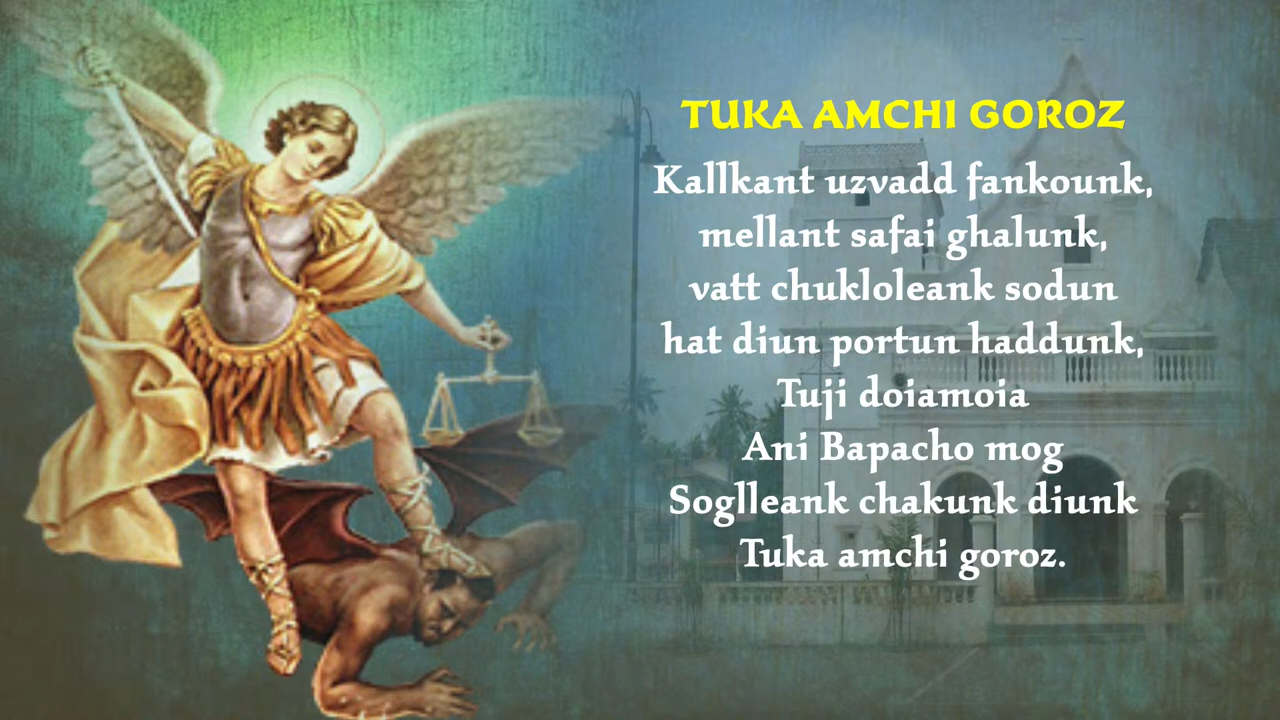 TUKA AMCHI GOROZ
Kallkant uzvadd fankounk,
mellant safai ghalunk,
vatt chukloleank sodun
hat diun portun haddunk,
Tuji doiamoia
Ani Bapacho mog
Soglleank chakunk diunk
Tuka amchi goroz.